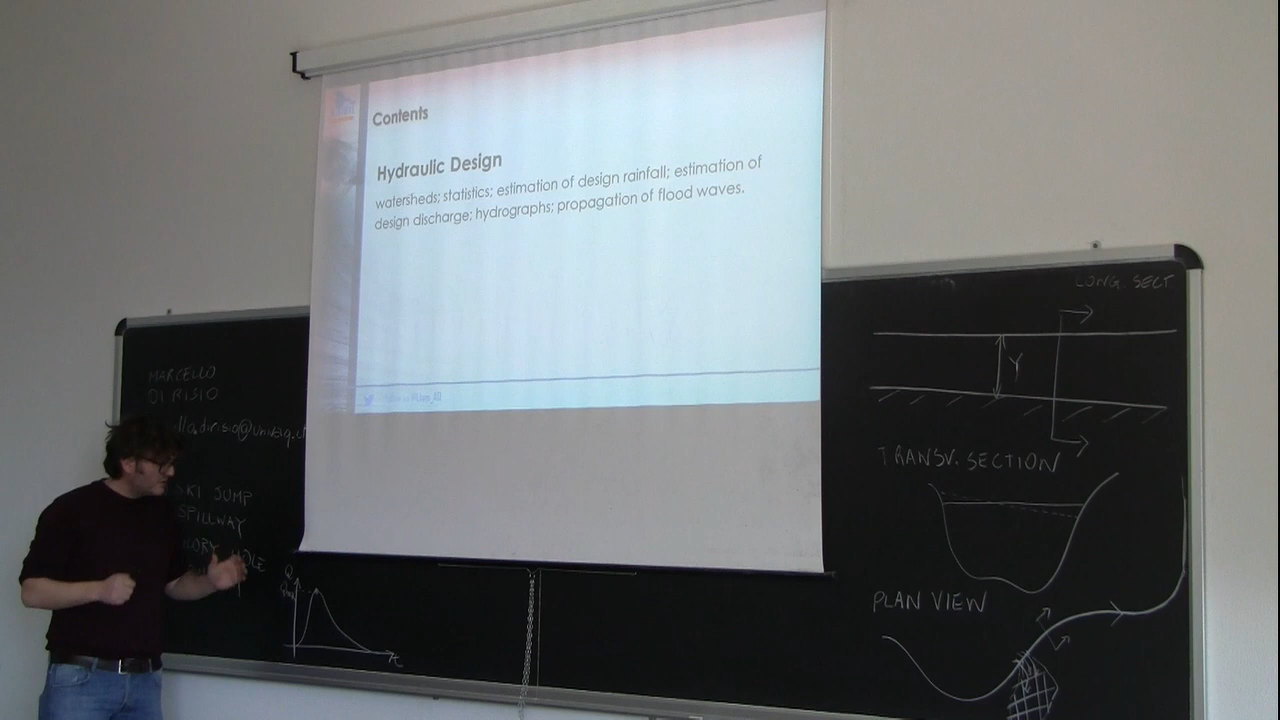 Contents
Hydraulic Design
watersheds; statistics; estimation of design rainfall; estimation of
design discharge; hydrographs; propagation of flood waves.
MARCELLO
DI RISIO
SKI JUMP
SPILLWAY
Q
t
LONG. SECT
Y
TRANSV. SECTION
PLAN VIEW